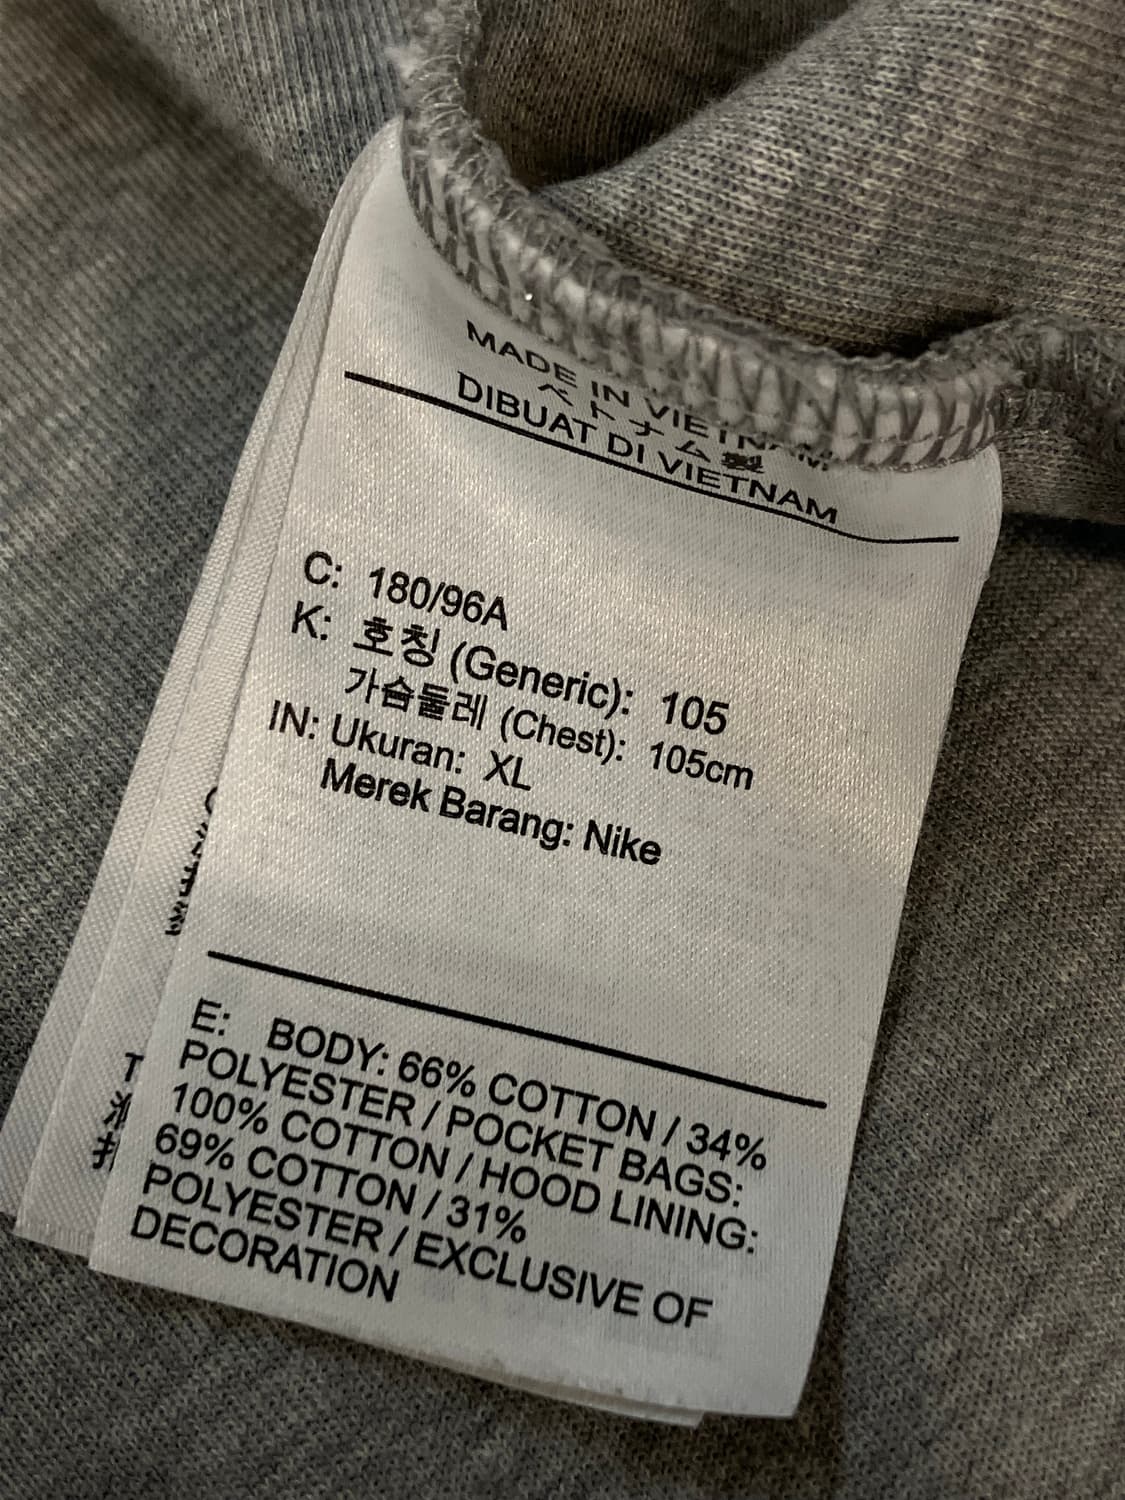 MADE IN VIETNAM
ベトナム製
DIBUAT DI VIETNAM
C: 180/96A
K: 호칭 (Generic): 105
가슴둘레 (Chest): 105cm
IN: Ukuran: XL
Merek Barang: Nike
E: BODY: 66% COTTON / 34%
POLYESTER / POCKET BAGS:
100% COTTON / HOOD LINING:
69% COTTON / 31%
POLYESTER / EXCLUSIVE OF
DECORATION